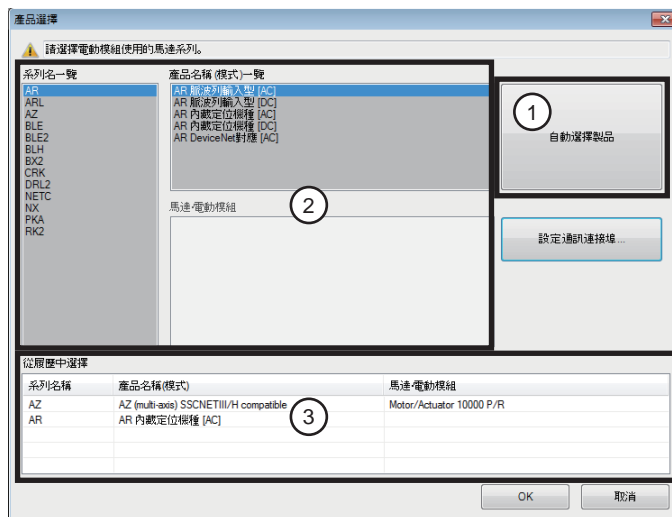 產品選擇
請選擇電動模組使用的馬達系列。
系列名一覽
AR
ARL
AZ
BLE
BLE2
BLH
BX2
CRK
DRL2
NETC
NX
PKA
RK2
產品名稱(模式)一覽
AR 脈波列輸入型 [AC]
AR 脈波列輸入型 [DC]
AR 內藏定位機種 [AC]
AR 內藏定位機種 [DC]
AR DeviceNet對應 [AC]
馬達·電動模組
2
1
自動選擇製品
設定通訊連接埠...
從履歷中選擇
系列名稱 產品名稱(模式) 馬達·電動模組
AZ AZ (multi-axis) SSCNETIII/H compatible Motor/Actuator 10000 P/R
AR AR 內藏定位機種 [AC]
3
OK 取消